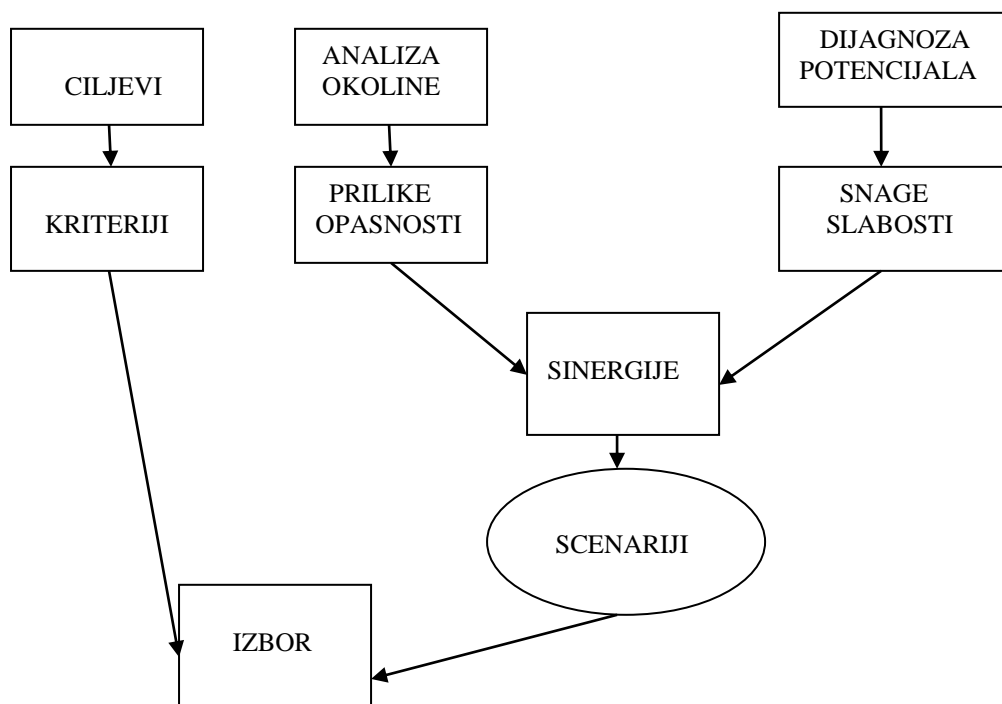 CILJEVI
ANALIZA
OKOLINE
DIJAGNOZA
POTENCIJALA
KRITERIJI
PRILIKE
OPASNOSTI
SNAGE
SLABOSTI
SINERGIJE
SCENARIJI
IZBOR